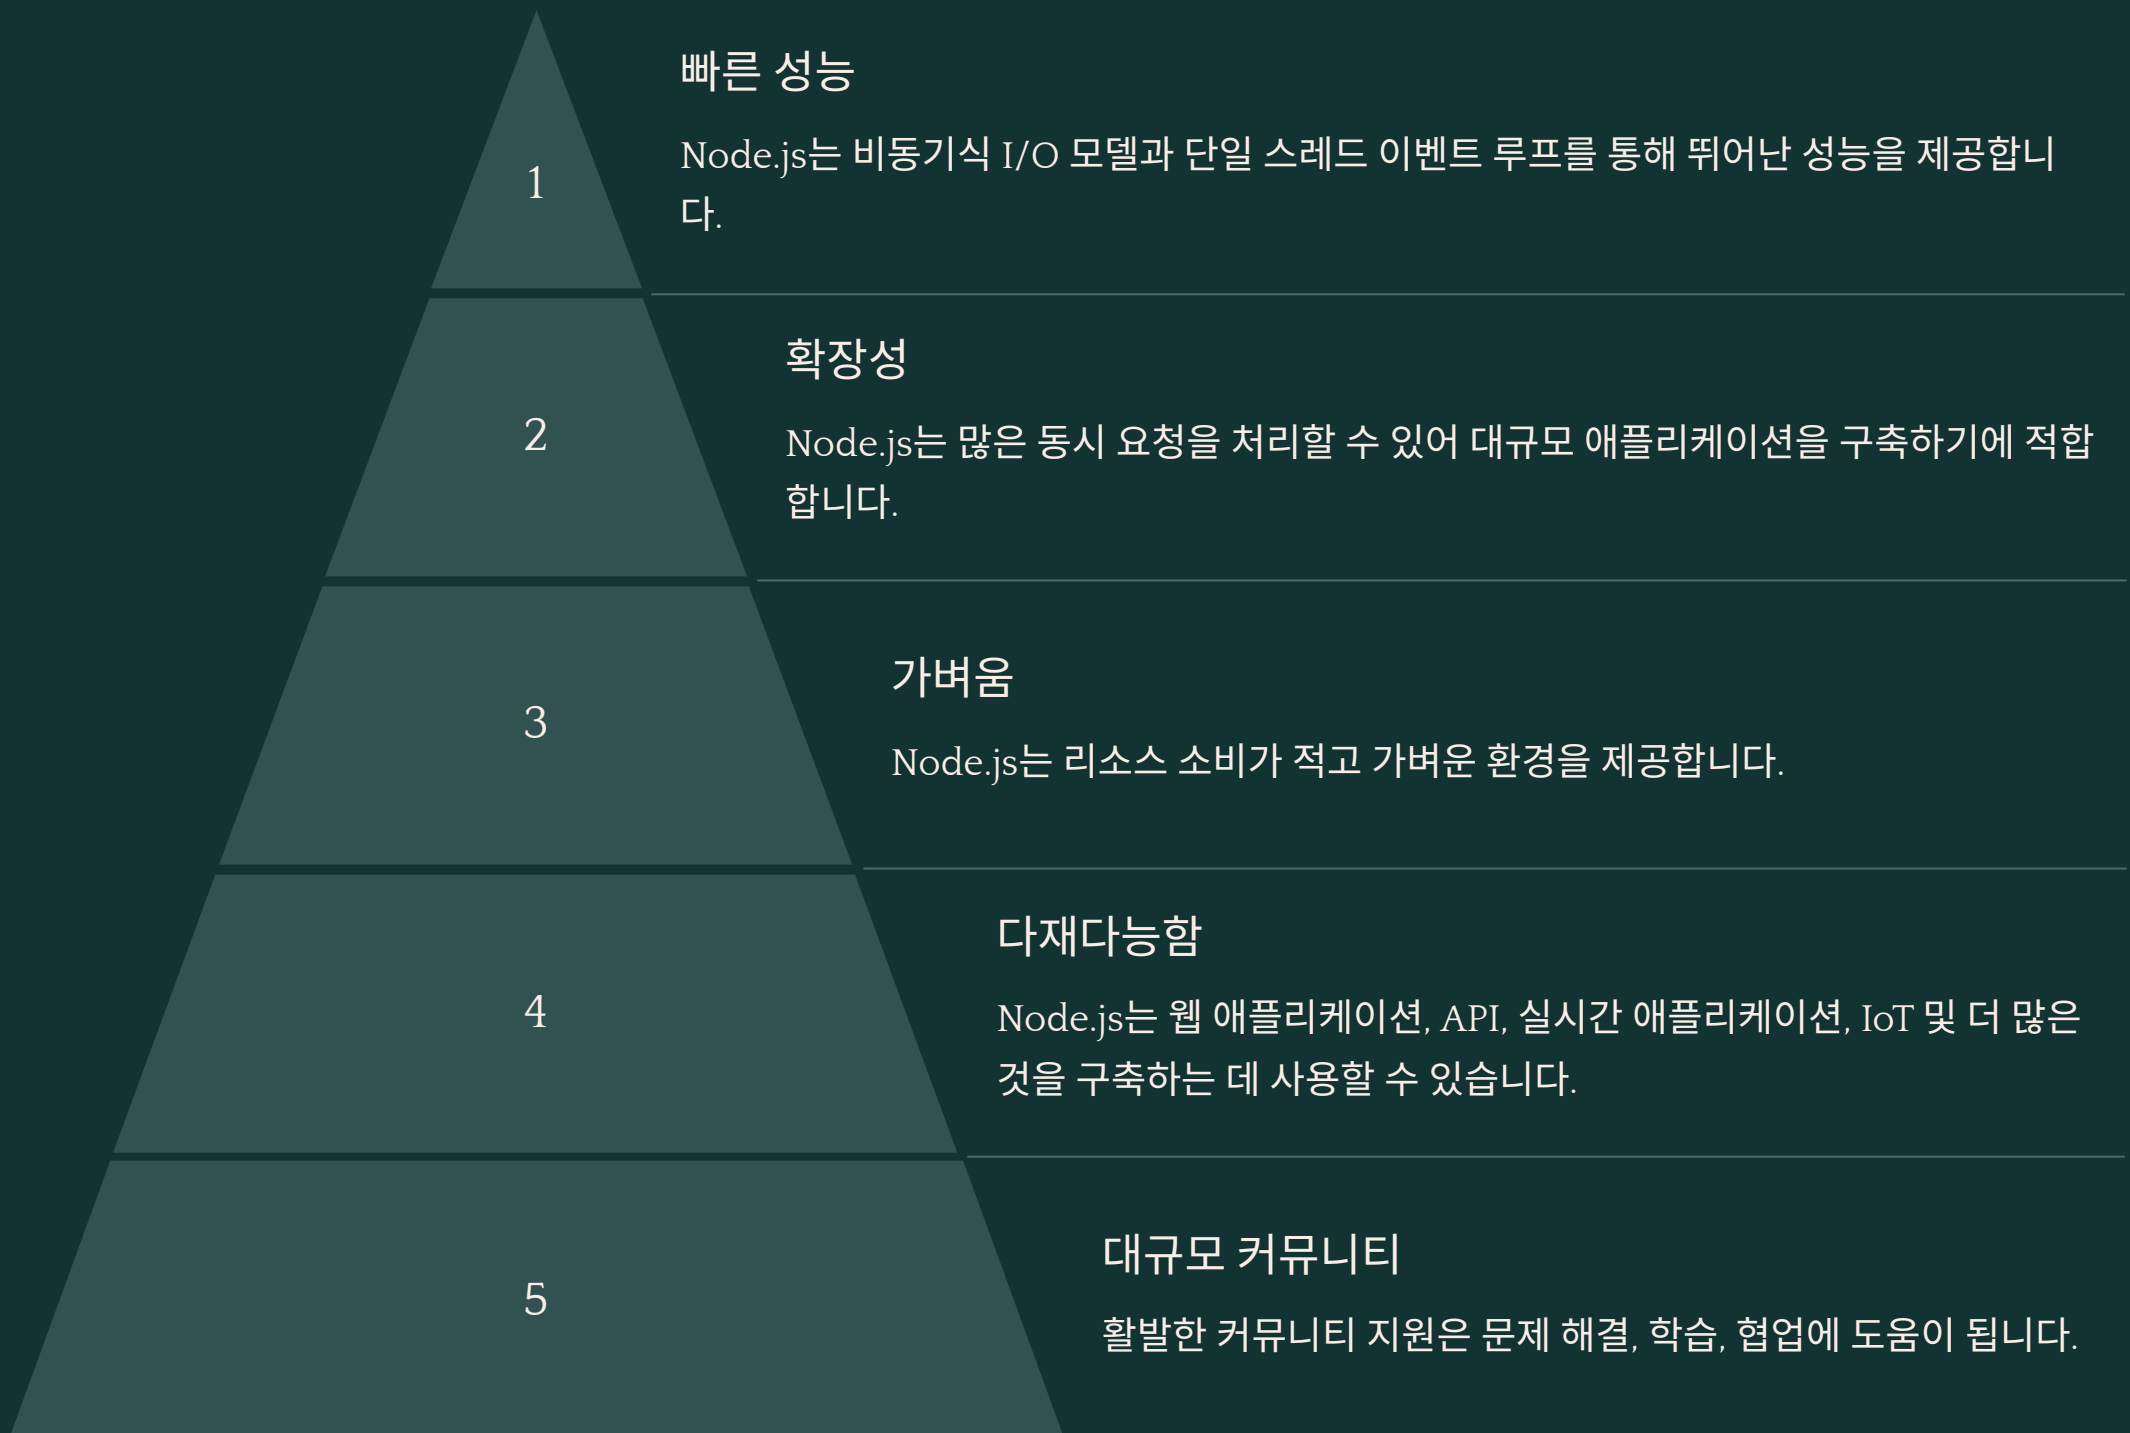 1
빠른 성능
Node.js는 비동기식 I/O 모델과 단일 스레드 이벤트 루프를 통해 뛰어난 성능을 제공합니
다.
2
확장성
Node.js는 많은 동시 요청을 처리할 수 있어 대규모 애플리케이션을 구축하기에 적합
합니다.
3
가벼움
Node.js는 리소스 소비가 적고 가벼운 환경을 제공합니다.
4
다재다능함
Node.js는 웹 애플리케이션, API, 실시간 애플리케이션, IoT 및 더 많은
것을 구축하는 데 사용할 수 있습니다.
5
대규모 커뮤니티
활발한 커뮤니티 지원은 문제 해결, 학습, 협업에 도움이 됩니다.